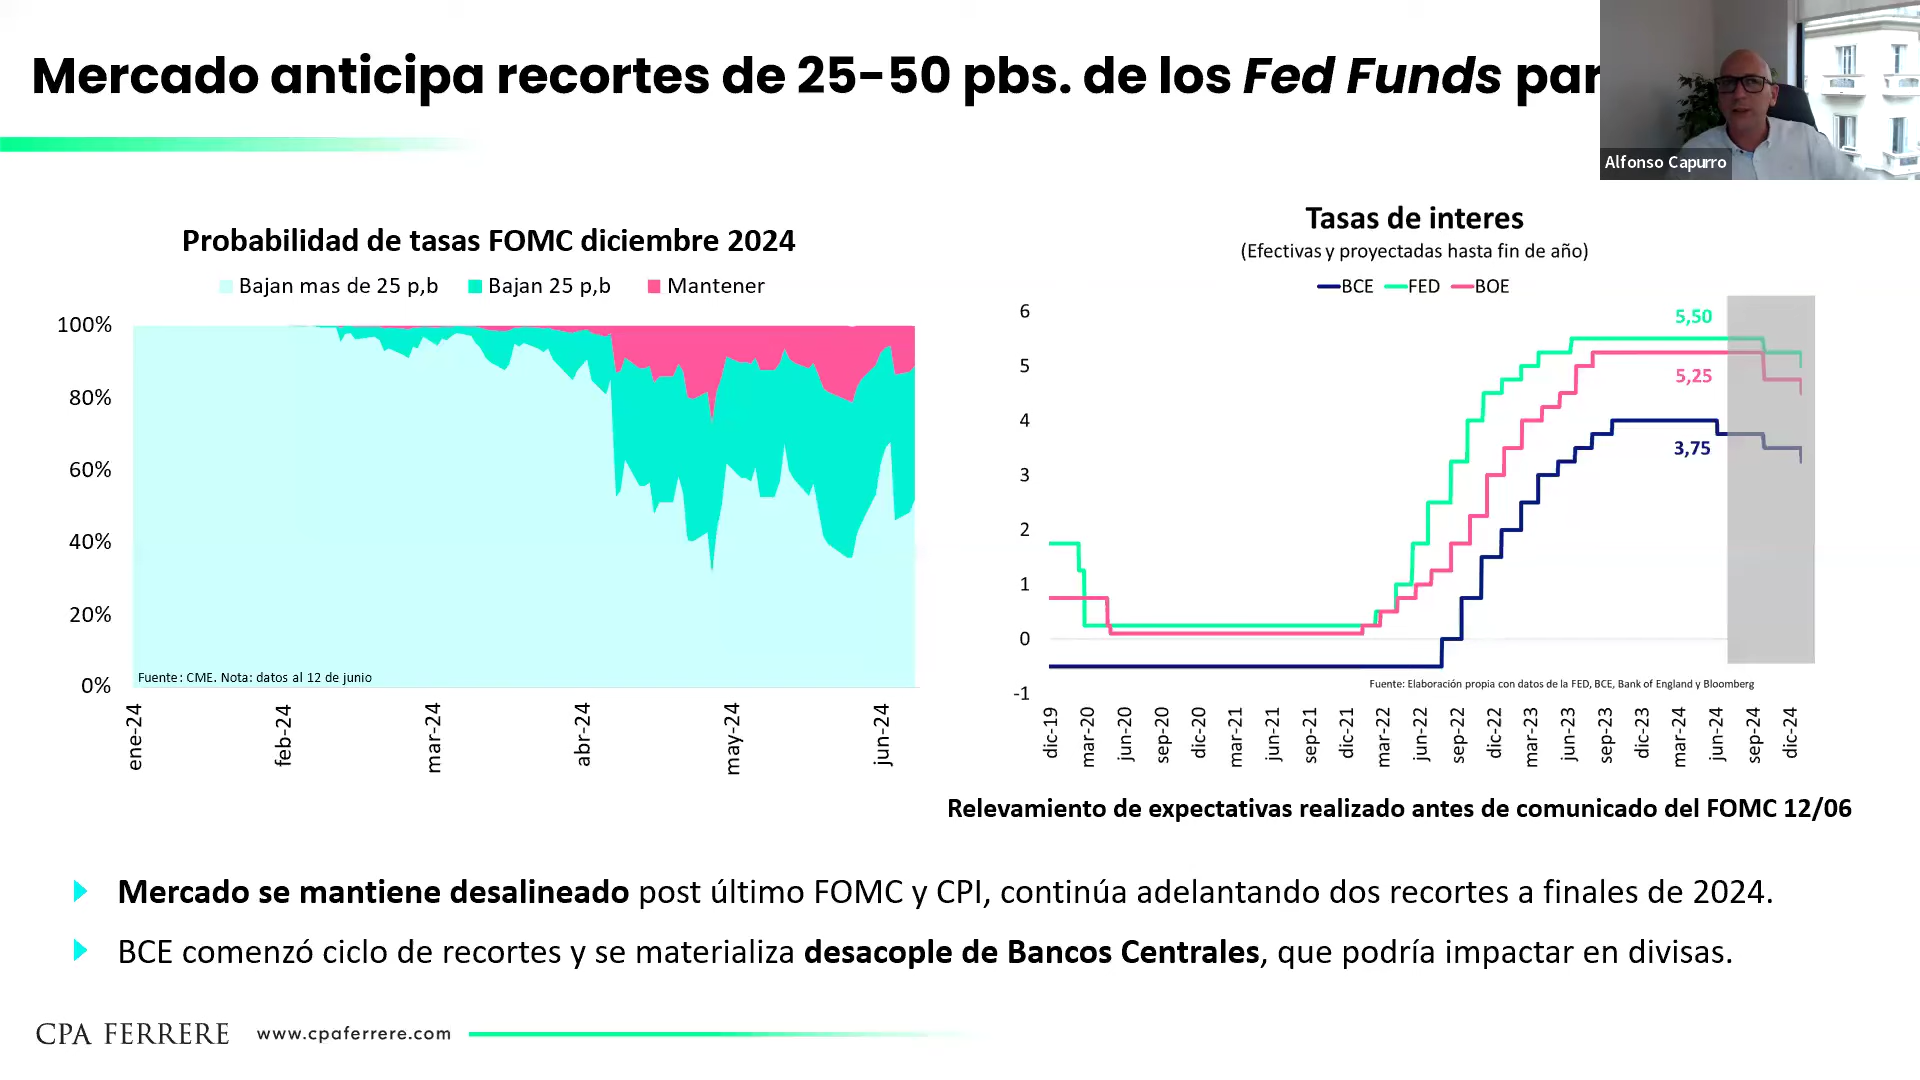 Mercado anticipa recortes de 25-50 pbs. de los Fed Funds par
Alfonso Capurro
Probabilidad de tasas FOMC diciembre 2024
Bajan mas de 25 p,b
Bajan 25 p,b
Mantener
100%
80%
60%
40%
20%
0%
Fuente: CME. Nota: datos al 12 de junio
ene-24
feb-24
mar-24
abr-24
may-24
jun-24
Tasas de interes
(Efectivas y proyectadas hasta fin de año)
BCE
FED
BOE
6
5
4
3
2
1
0
-1
5,50
5,25
3,75
Fuente: Elaboración propia con datos de la FED, BCE, Bank of England y Bloomberg
dic-19
mar-20
jun-20
sep-20
dic-20
mar-21
jun-21
sep-21
dic-21
mar-22
jun-22
sep-22
dic-22
mar-23
jun-23
sep-23
dic-23
mar-24
jun-24
sep-24
dic-24
Relevamiento de expectativas realizado antes de comunicado del FOMC 12/06
Mercado se mantiene desalineado post último FOMC y CPI, continúa adelantando dos recortes a finales de 2024.
BCE comenzó ciclo de recortes y se materializa desacople de Bancos Centrales, que podría impactar en divisas.
CPA FERRERE
www.cpaferrere.com